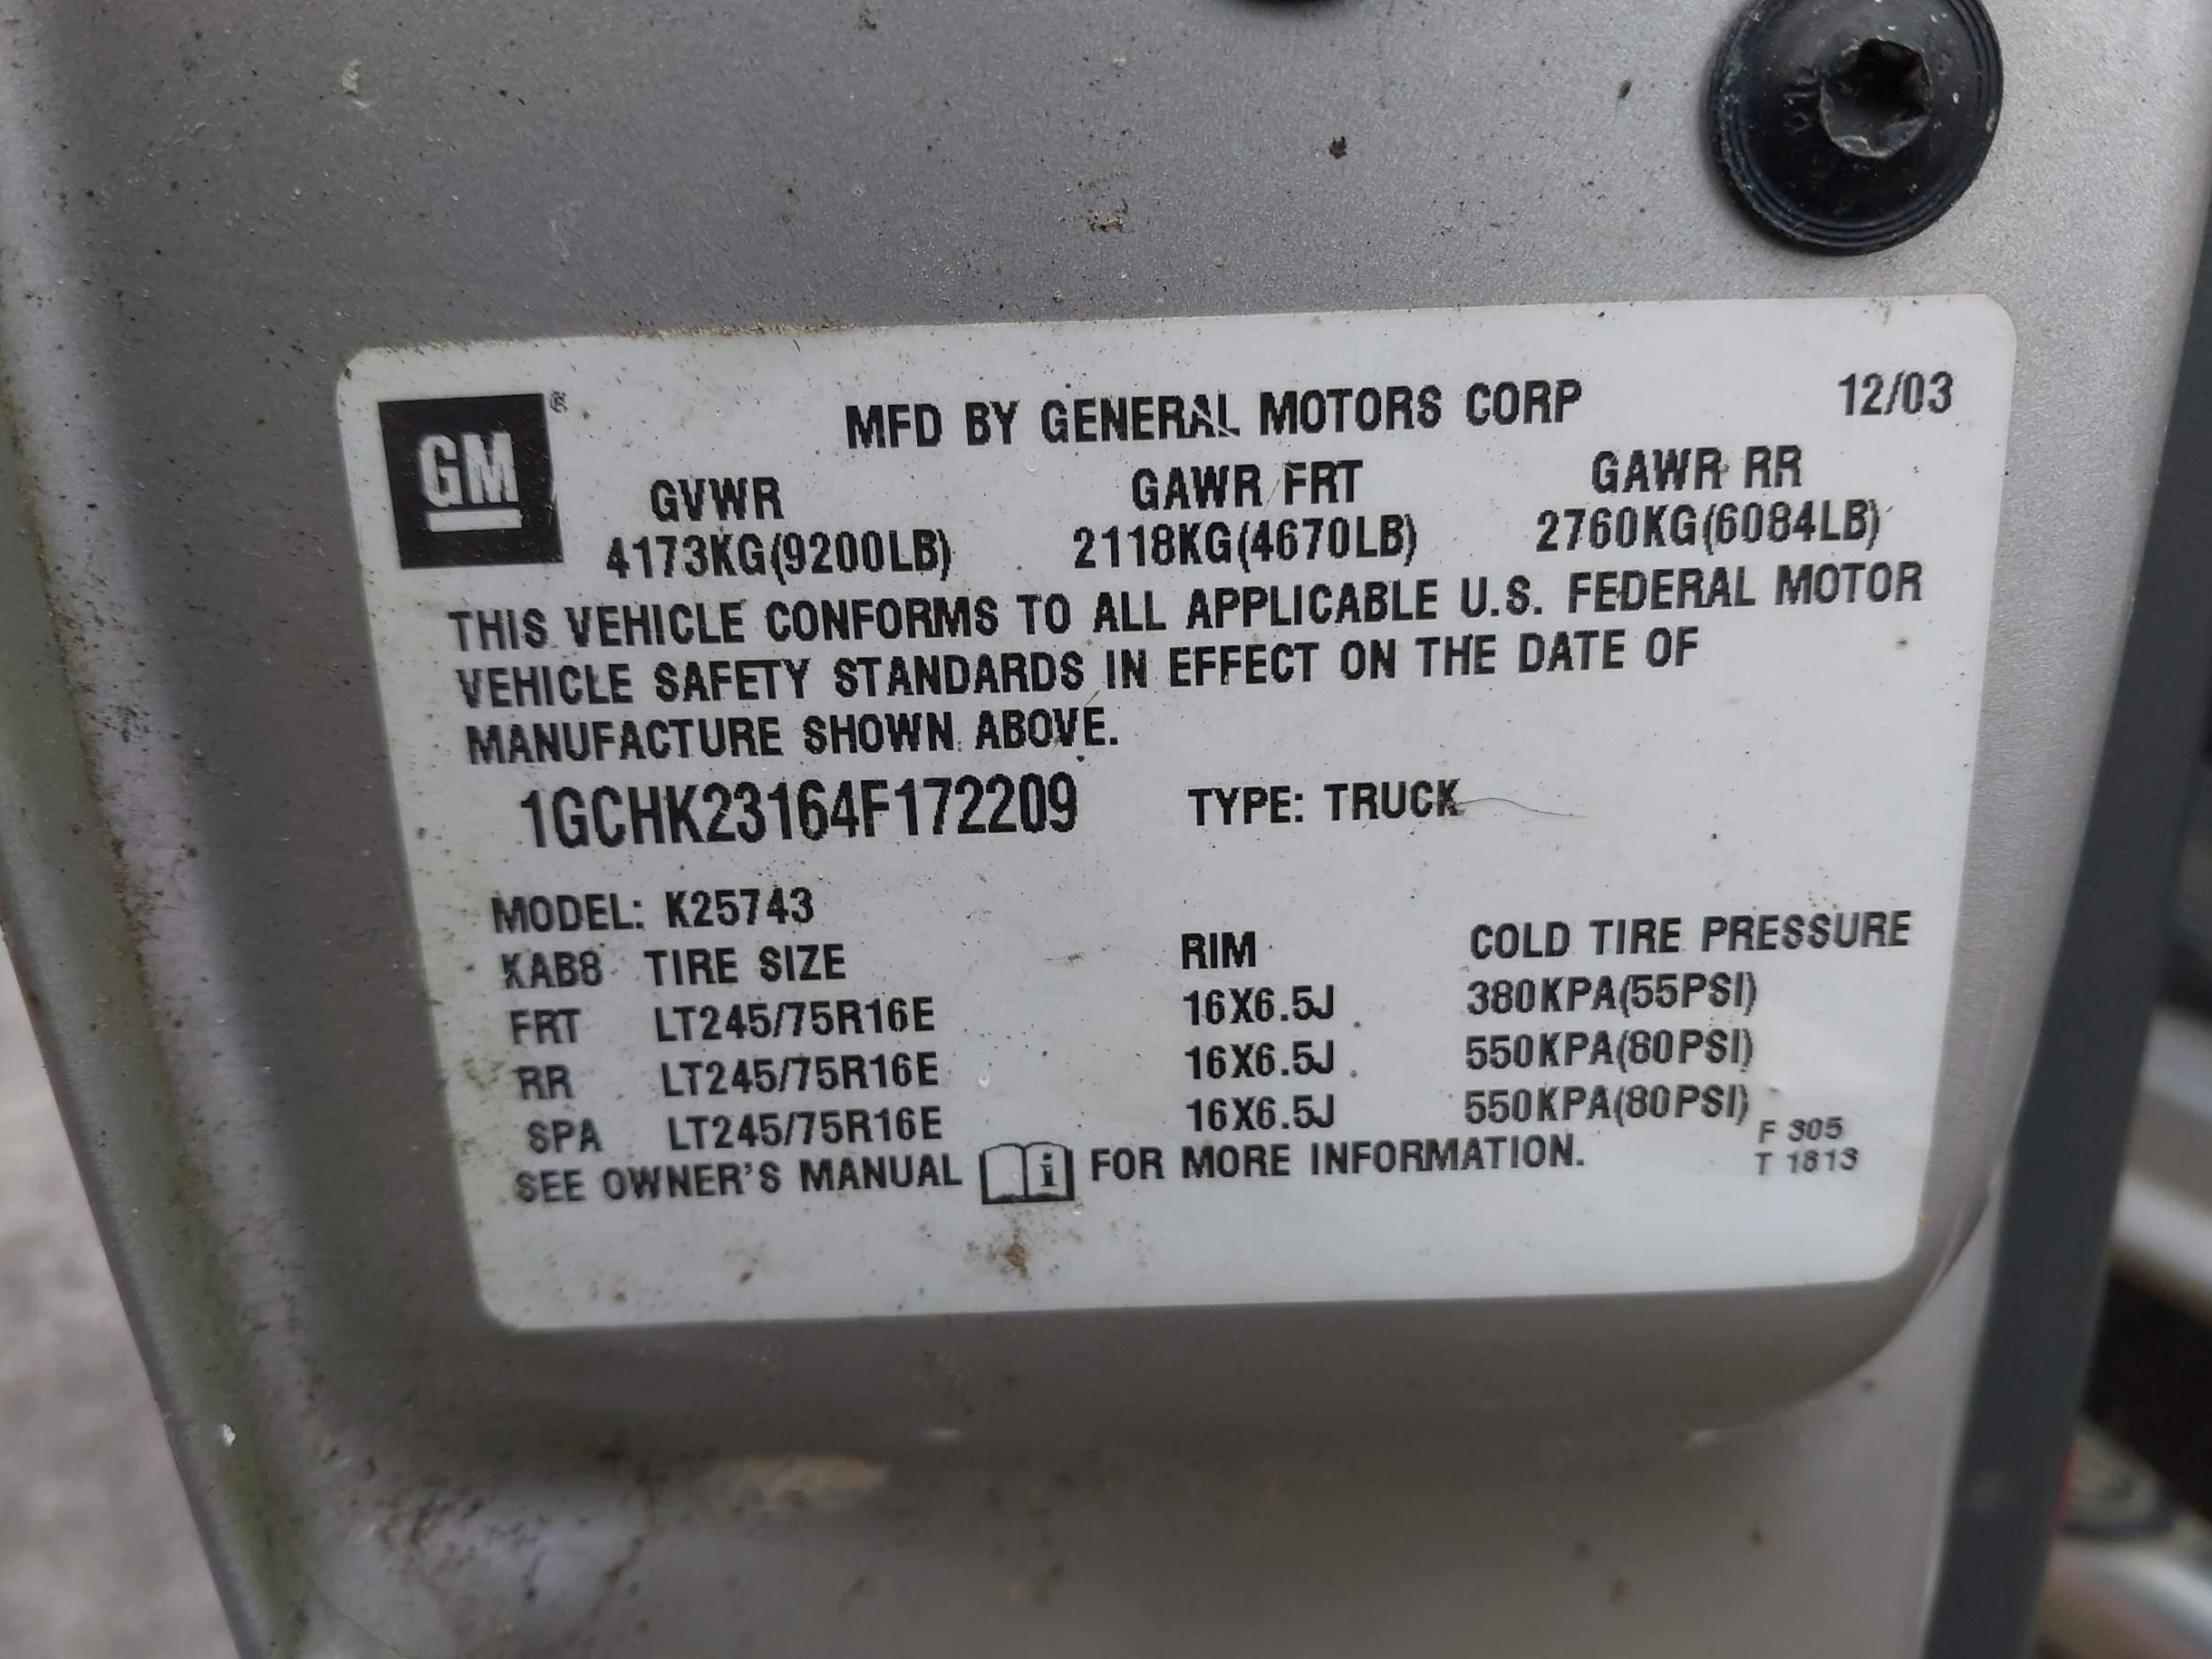 GM ®
MFD BY GENERAL MOTORS CORP 12/03
GVWR GAWR FRT GAWR RR
4173KG(9200LB) 2118KG(4670LB) 2760KG(6084LB)
THIS VEHICLE CONFORMS TO ALL APPLICABLE U.S. FEDERAL MOTOR
VEHICLE SAFETY STANDARDS IN EFFECT ON THE DATE OF
MANUFACTURE SHOWN ABOVE.
1GCHK23164F172209 TYPE: TRUCK
MODEL: K25743
KAB8 TIRE SIZE RIM COLD TIRE PRESSURE
FRT LT245/75R16E 16X6.5J 380KPA(55PSI)
RR LT245/75R16E 16X6.5J 550KPA(80PSI)
SPA LT245/75R16E 16X6.5J 550KPA(80PSI)
SEE OWNER'S MANUAL i FOR MORE INFORMATION.
F 305
T 1813